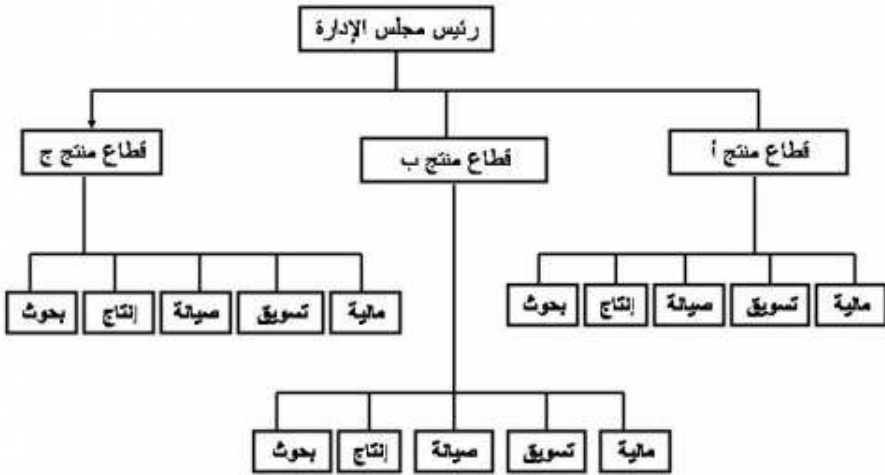 رئيس مجلس الإدارة
قطاع منتج أ
قطاع منتج ب
قطاع منتج ج
مالية
تسويق
صيانة
إنتاج
بحوث
مالية
تسويق
صيانة
إنتاج
بحوث
مالية
تسويق
صيانة
إنتاج
بحوث